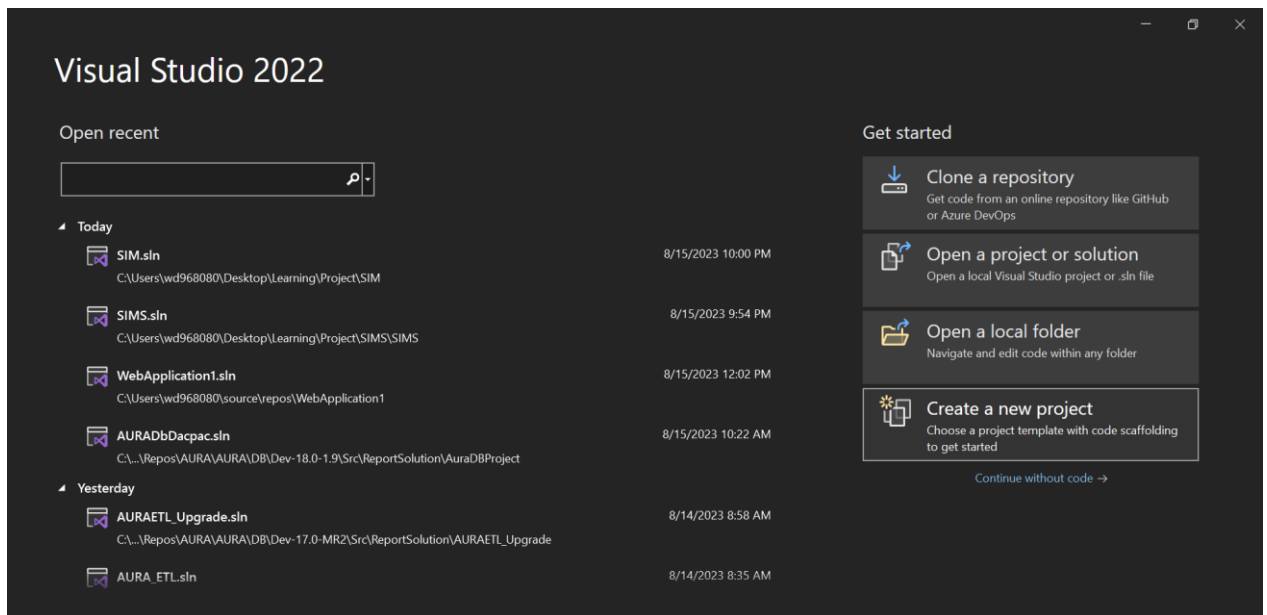 Visual Studio 2022
Open recent
Today
SIM.sln 8/15/2023 10:00 PM
C:\Users\wd968080\Desktop\Learning\Project\SIM
SIMS.sln 8/15/2023 9:54 PM
C:\Users\wd968080\Desktop\Learning\Project\SIMS\SIMS
WebApplication1.sln 8/15/2023 12:02 PM
C:\Users\wd968080\source\repos\WebApplication1
AURADbDacpac.sln 8/15/2023 10:22 AM
C:\...\Repos\AURA\AURA\DB\Dev-18.0-1.9\Src\ReportSolution\AuraDBProject
Yesterday
AURAETL_Upgrade.sln 8/14/2023 8:58 AM
C:\...\Repos\AURA\AURA\DB\Dev-17.0-MR2\Src\ReportSolution\AURAETL_Upgrade
AURA_ETL.sln 8/14/2023 8:35 AM
Get started
Clone a repository
Get code from an online repository like GitHub
or Azure DevOps
Open a project or solution
Open a local Visual Studio project or .sln file
Open a local folder
Navigate and edit code within any folder
Create a new project
Choose a project template with code scaffolding
to get started
Continue without code →